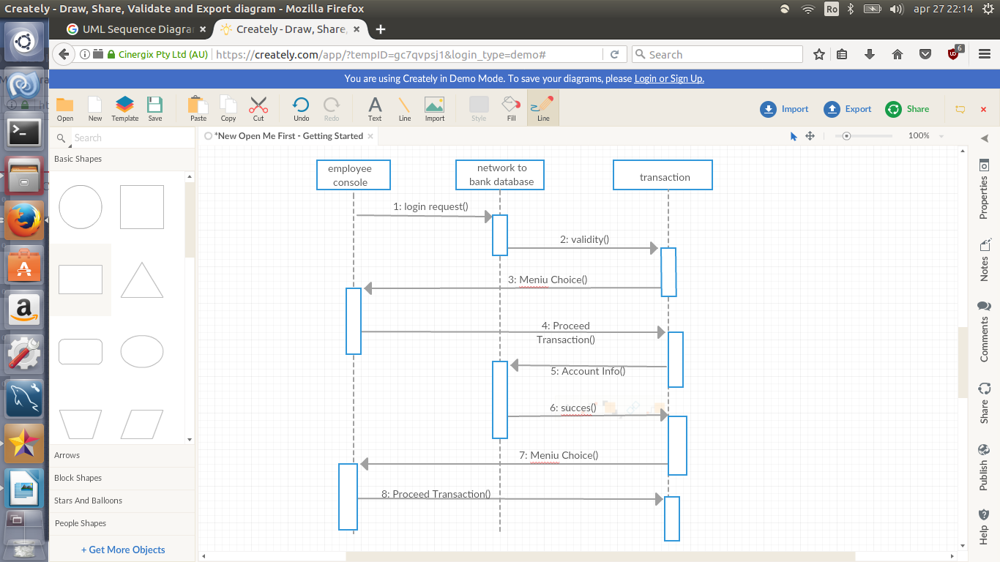 Creately - Draw, Share, Validate and Export diagram - Mozilla Firefox
Ro
apr 27 22:14
UML Sequence Diagra
Creately - Draw, Share,
Cinergix Pty Ltd (AU)
https://creately.com/app/?tempID=gc7qvpsj1&login_type=demo#
Search
6
You are using Creately in Demo Mode. To save your diagrams, please Login or Sign Up.
Open
New
Template
Save
Paste
Copy
Cut
Undo
Redo
Text
Line
Import
Style
Fill
Line
Import
Export
Share
Search
*New Open Me First - Getting Started
100%
Basic Shapes
Arrows
Block Shapes
Stars And Balloons
People Shapes
+ Get More Objects
employee
console
network to
bank database
transaction
1: login request()
2: validity()
3: Meniu Choice()
4: Proceed
Transaction()
5: Account Info()
6: succes()
7: Meniu Choice()
8: Proceed Transaction()
Properties
Notes
Comments
Share
Publish
Help